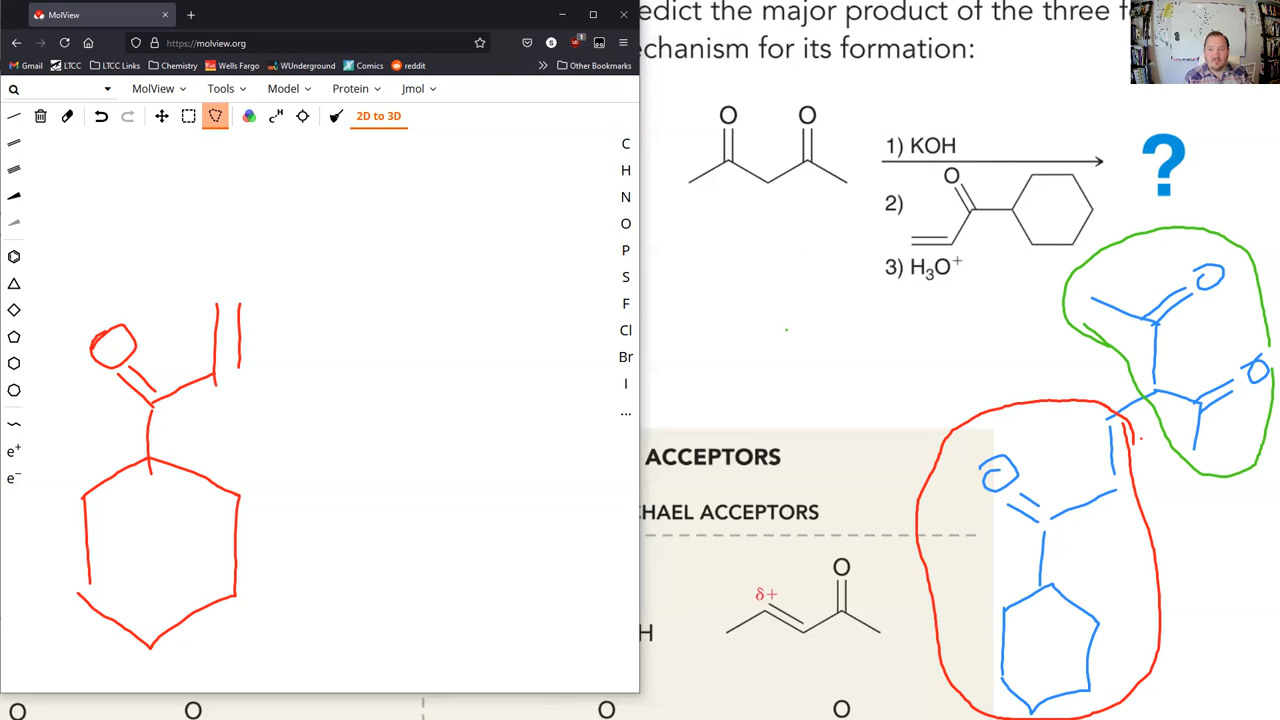 MolView
https://molview.org
Gmail LTCC LTCC Links Chemistry Wells Fargo WUnderground Comics reddit Other Bookmarks
MolView Tools Model Protein Jmol
2D to 3D
C
H
N
O
P
S
F
Cl
Br
I
...
e+
e−
edict the major product of the three f
echanism for its formation:
O O
1) KOH
?
O
2)
3) H₃O⁺
O
O
O
O
ACCEPTORS
CHAEL ACCEPTORS
O
δ+
H
O O O O